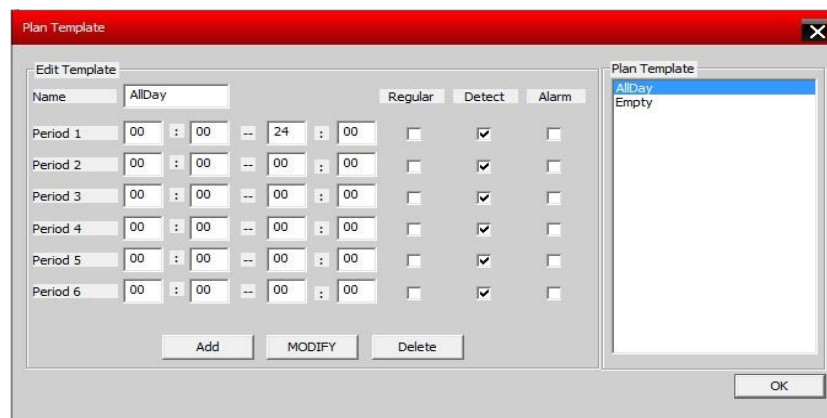 Plan Template
Edit Template
Name AllDay Regular Detect Alarm
Period 1 00 : 00 -- 24 : 00
Period 2 00 : 00 -- 00 : 00
Period 3 00 : 00 -- 00 : 00
Period 4 00 : 00 -- 00 : 00
Period 5 00 : 00 -- 00 : 00
Period 6 00 : 00 -- 00 : 00
Add MODIFY Delete
Plan Template
AllDay
Empty
OK